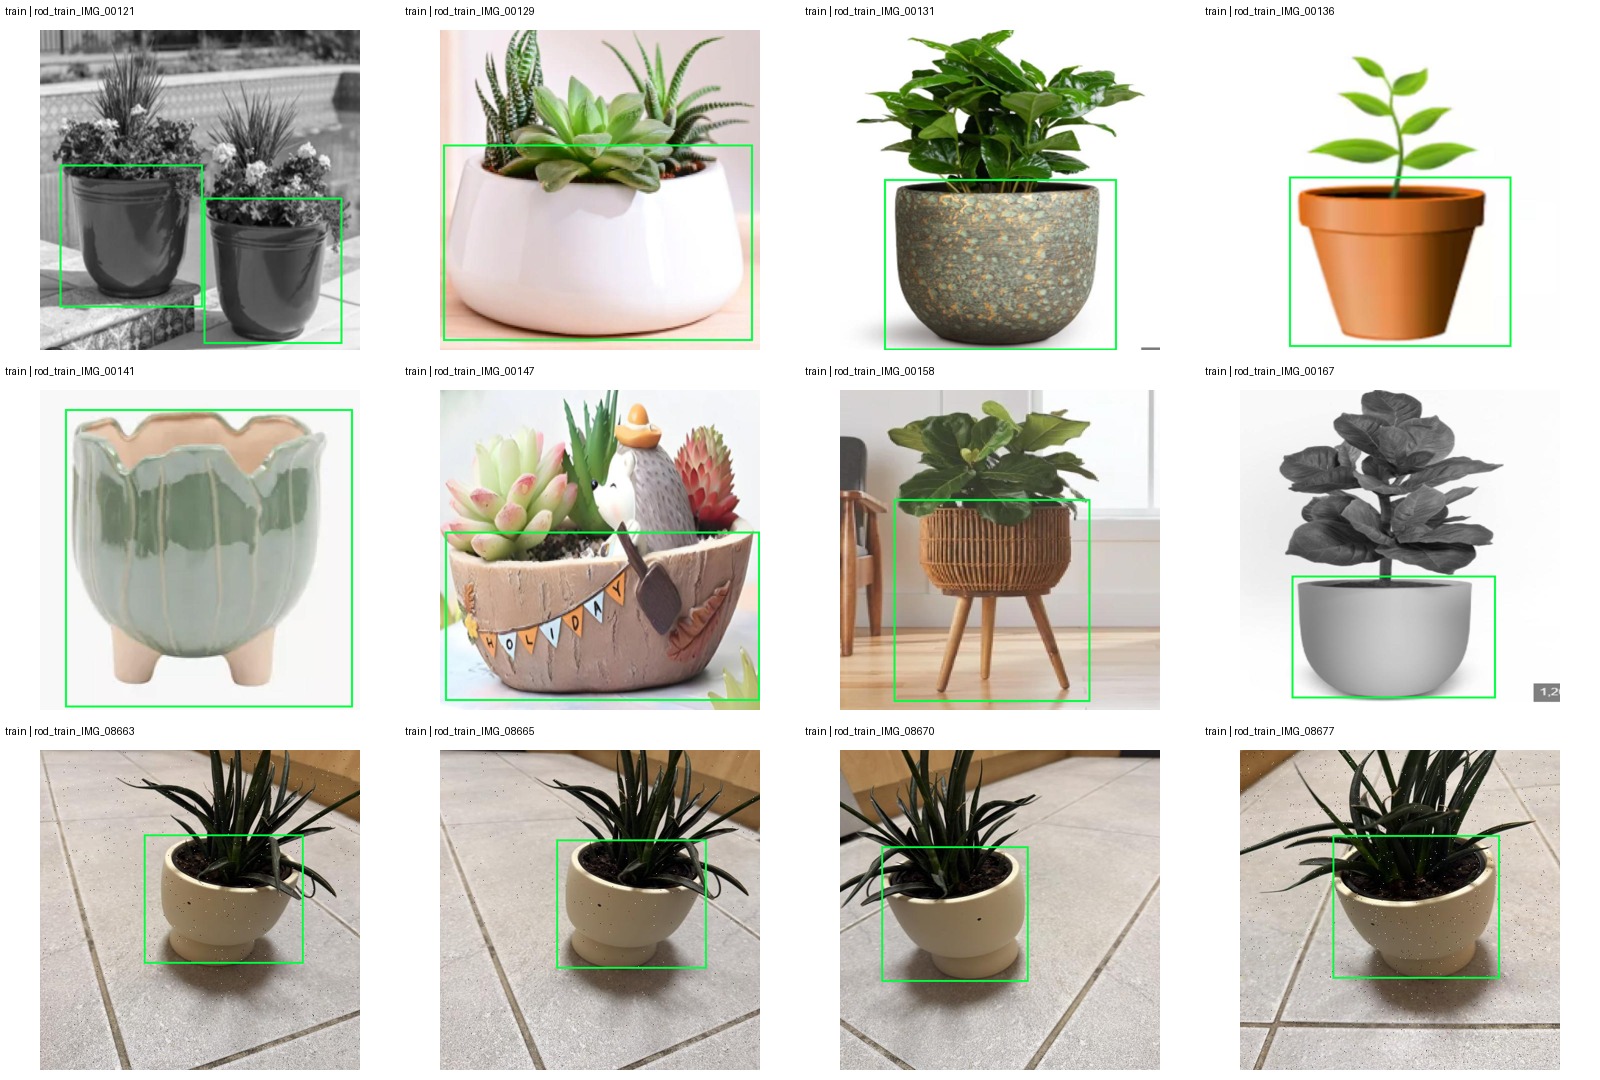 train | rod_train_IMG_00121
train | rod_train_IMG_00129
train | rod_train_IMG_00131
train | rod_train_IMG_00136
train | rod_train_IMG_00141
train | rod_train_IMG_00147
train | rod_train_IMG_00158
train | rod_train_IMG_00167
HOLIDAY
train | rod_train_IMG_08663
train | rod_train_IMG_08665
train | rod_train_IMG_08670
train | rod_train_IMG_08677